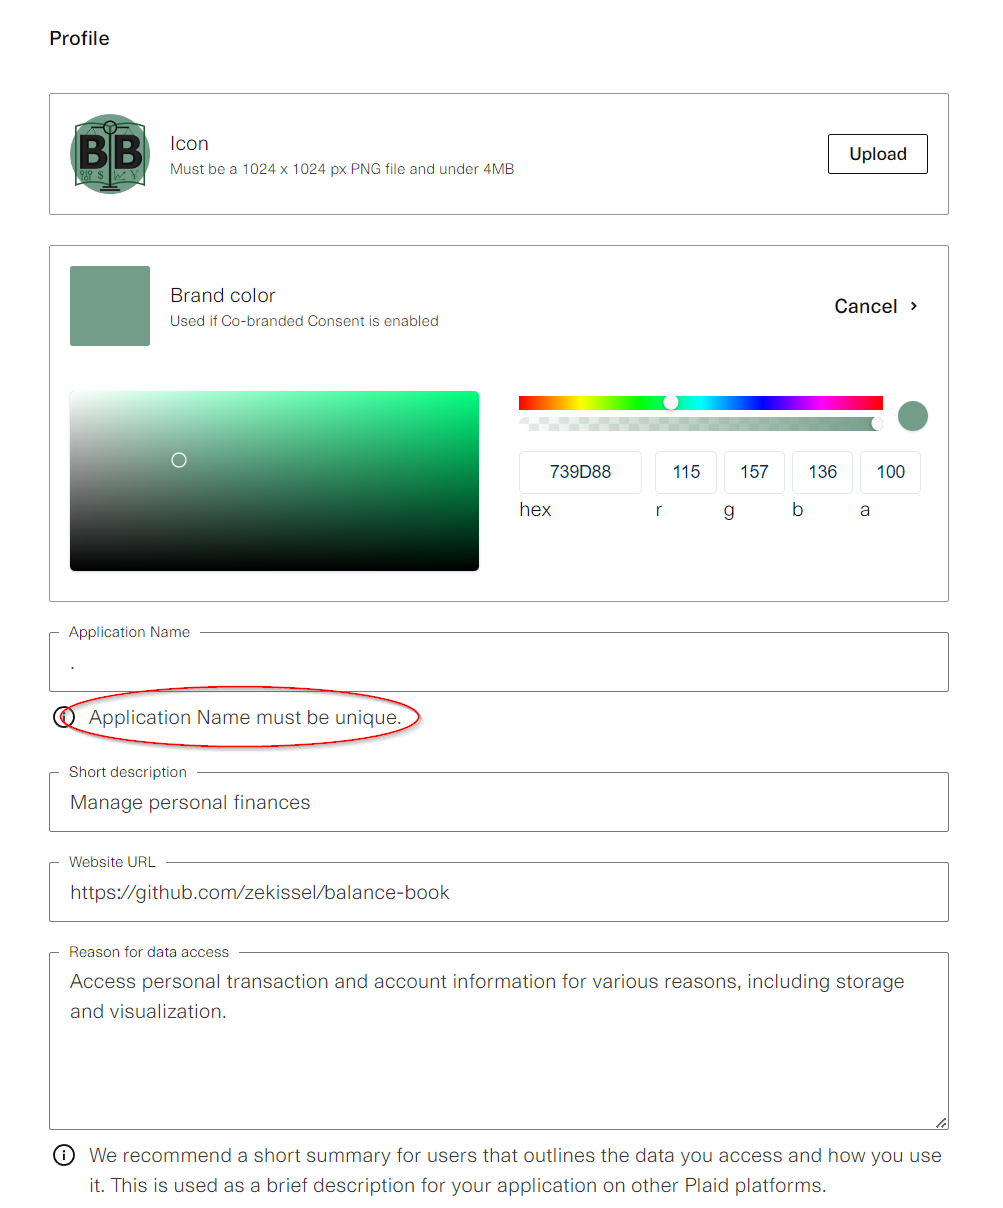 Profile
BB
Icon
Must be a 1024 x 1024 px PNG file and under 4MB
Upload
Brand color
Used if Co-branded Consent is enabled
Cancel
739D88 115 157 136 100
hex r g b a
Application Name
.
Application Name must be unique.
Short description
Manage personal finances
Website URL
https://github.com/zekissel/balance-book
Reason for data access
Access personal transaction and account information for various reasons, including storage
and visualization.
We recommend a short summary for users that outlines the data you access and how you use
it. This is used as a brief description for your application on other Plaid platforms.